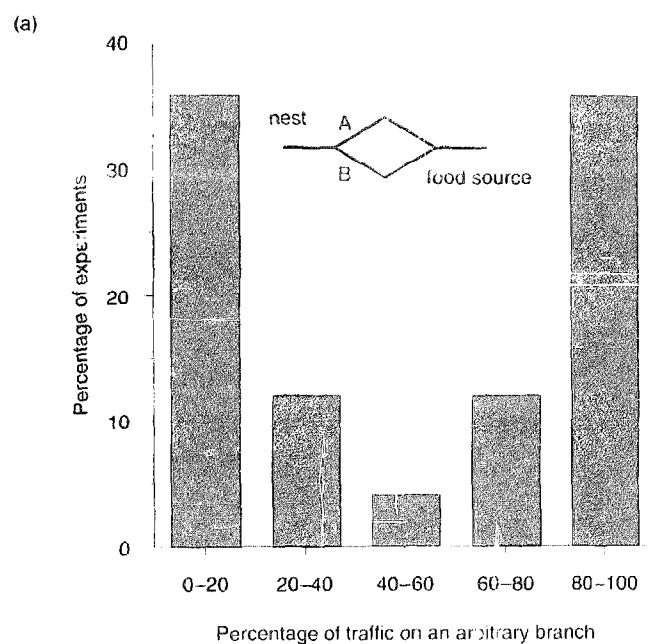 (a)
40
30
20
10
0
Percentage of experiments
nest
A
B
food source
0–20 20–40 40–60 60–80 80–100
Percentage of traffic on an arbitrary branch